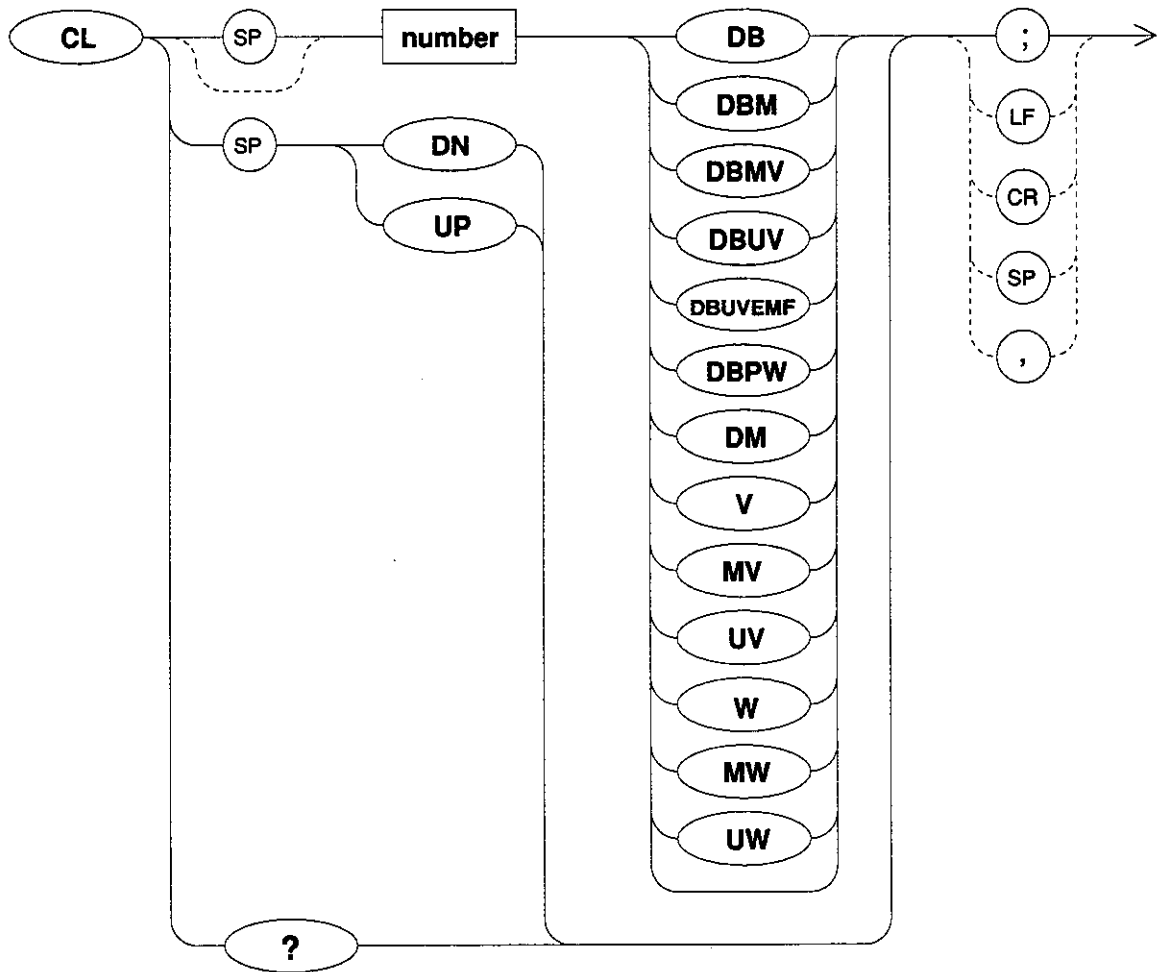 CL SP number DB ;
DBM LF
SP DN DBMV CR
UP DBUV SP
DBUVEMF ,
DBPW
DM
V
MV
UV
W
MW
UW
?